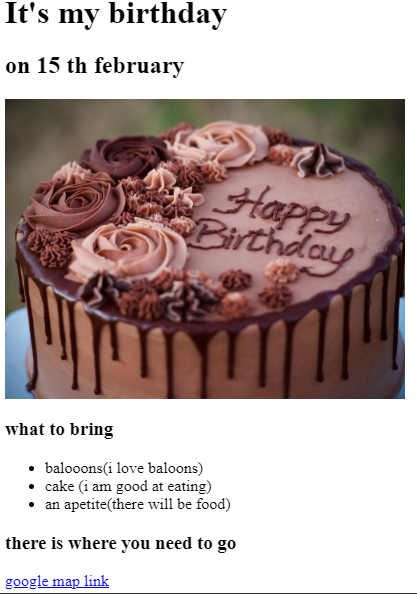 It's my birthday
on 15 th february
Happy
Birthday
what to bring
balooons(i love baloons)
cake (i am good at eating)
an apetite(there will be food)
there is where you need to go
google map link